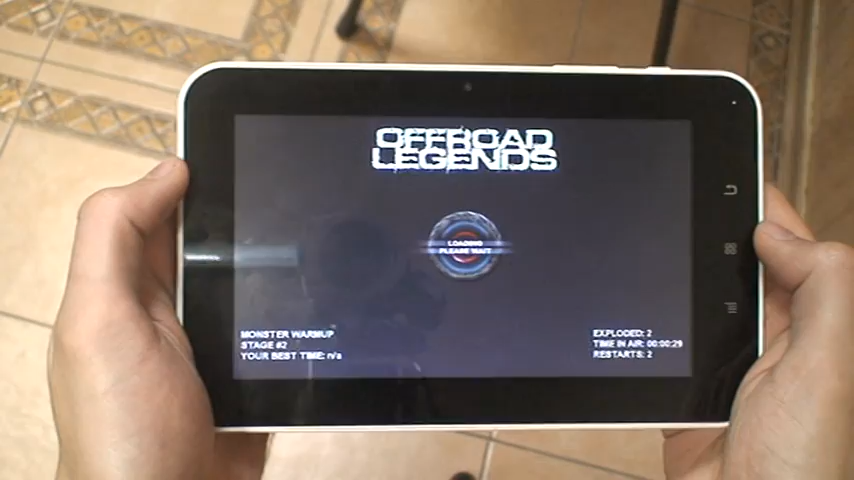 OFFROAD
LEGENDS
LOADING
PLEASE WAIT
MONSTER WARMUP
STAGE #2
YOUR BEST TIME: n/a
EXPLODED: 2
TIME IN AIR: 00:00:29
RESTARTS: 2